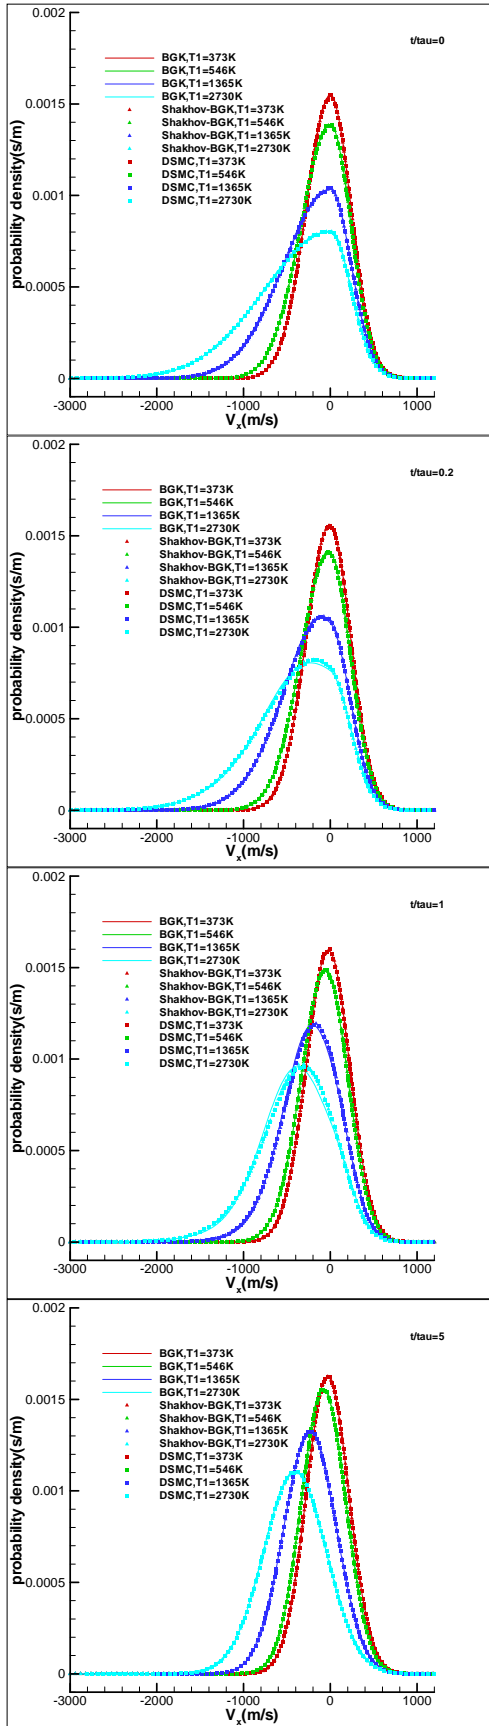 0.002
t/tau=0
BGK,T1=373K
BGK,T1=546K
BGK,T1=1365K
BGK,T1=2730K
Shakhov-BGK,T1=373K
Shakhov-BGK,T1=546K
Shakhov-BGK,T1=1365K
Shakhov-BGK,T1=2730K
DSMC,T1=373K
DSMC,T1=546K
DSMC,T1=1365K
DSMC,T1=2730K
0.0015
0.001
0.0005
0
probability density(s/m)
-3000 -2000 -1000 0 1000
Vx(m/s)
0.002
t/tau=0.2
BGK,T1=373K
BGK,T1=546K
BGK,T1=1365K
BGK,T1=2730K
Shakhov-BGK,T1=373K
Shakhov-BGK,T1=546K
Shakhov-BGK,T1=1365K
Shakhov-BGK,T1=2730K
DSMC,T1=373K
DSMC,T1=546K
DSMC,T1=1365K
DSMC,T1=2730K
0.0015
0.001
0.0005
0
probability density(s/m)
-3000 -2000 -1000 0 1000
Vx(m/s)
0.002
t/tau=1
BGK,T1=373K
BGK,T1=546K
BGK,T1=1365K
BGK,T1=2730K
Shakhov-BGK,T1=373K
Shakhov-BGK,T1=546K
Shakhov-BGK,T1=1365K
Shakhov-BGK,T1=2730K
DSMC,T1=373K
DSMC,T1=546K
DSMC,T1=1365K
DSMC,T1=2730K
0.0015
0.001
0.0005
0
probability density(s/m)
-3000 -2000 -1000 0 1000
Vx(m/s)
0.002
t/tau=5
BGK,T1=373K
BGK,T1=546K
BGK,T1=1365K
BGK,T1=2730K
Shakhov-BGK,T1=373K
Shakhov-BGK,T1=546K
Shakhov-BGK,T1=1365K
Shakhov-BGK,T1=2730K
DSMC,T1=373K
DSMC,T1=546K
DSMC,T1=1365K
DSMC,T1=2730K
0.0015
0.001
0.0005
0
probability density(s/m)
-3000 -2000 -1000 0 1000
Vx(m/s)